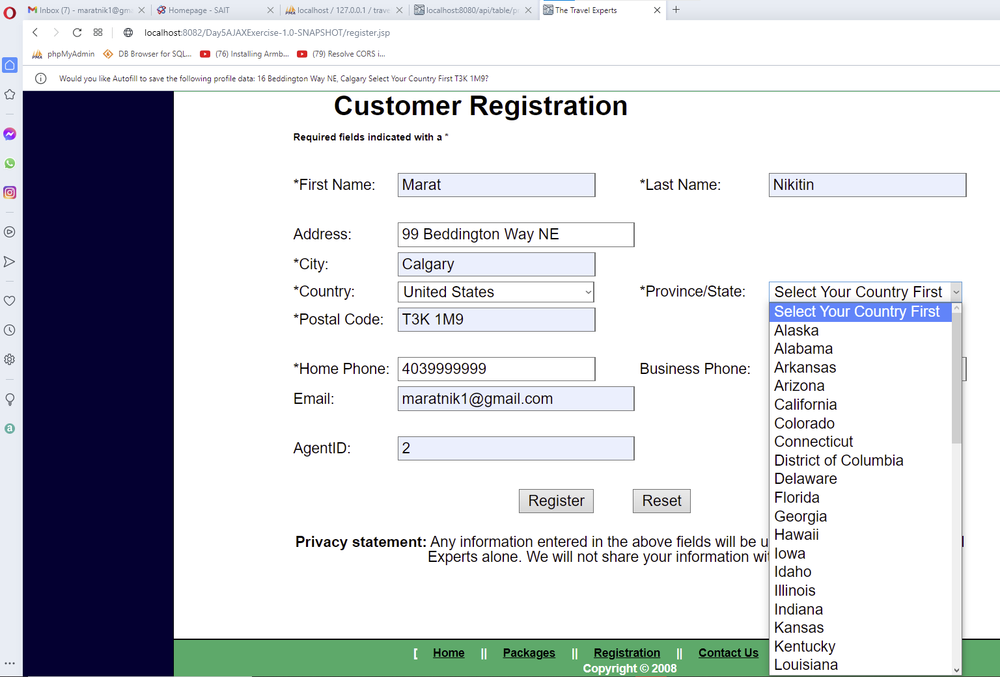 Inbox (7) - maratnik1@gma
Homepage - SAIT
localhost / 127.0.0.1 / trave
localhost:8080/api/table/pr
The Travel Experts
localhost:8082/Day5AJAXExercise-1.0-SNAPSHOT/register.jsp
phpMyAdmin
DB Browser for SQL...
(76) Installing Armb...
(79) Resolve CORS i...
Would you like Autofill to save the following profile data: 16 Beddington Way NE, Calgary Select Your Country First T3K 1M9?
Customer Registration
Required fields indicated with a *
*First Name: Marat *Last Name: Nikitin
Address: 99 Beddington Way NE
*City: Calgary
*Country: United States *Province/State: Select Your Country First
*Postal Code: T3K 1M9
*Home Phone: 4039999999 Business Phone:
Email: maratnik1@gmail.com
AgentID: 2
Select Your Country First
Alaska
Alabama
Arkansas
Arizona
California
Colorado
Connecticut
District of Columbia
Delaware
Florida
Georgia
Hawaii
Iowa
Idaho
Illinois
Indiana
Kansas
Kentucky
Louisiana
Register Reset
Privacy statement: Any information entered in the above fields will be u
Experts alone. We will not share your information wit
[ Home || Packages || Registration || Contact Us
Copyright © 2008